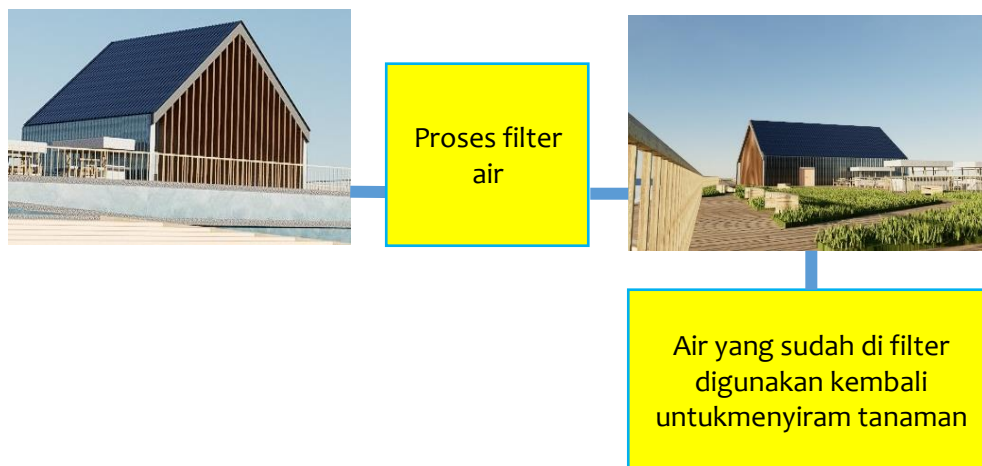 Proses filter
air
Air yang sudah di filter
digunakan kembali
untukmenyiram tanaman